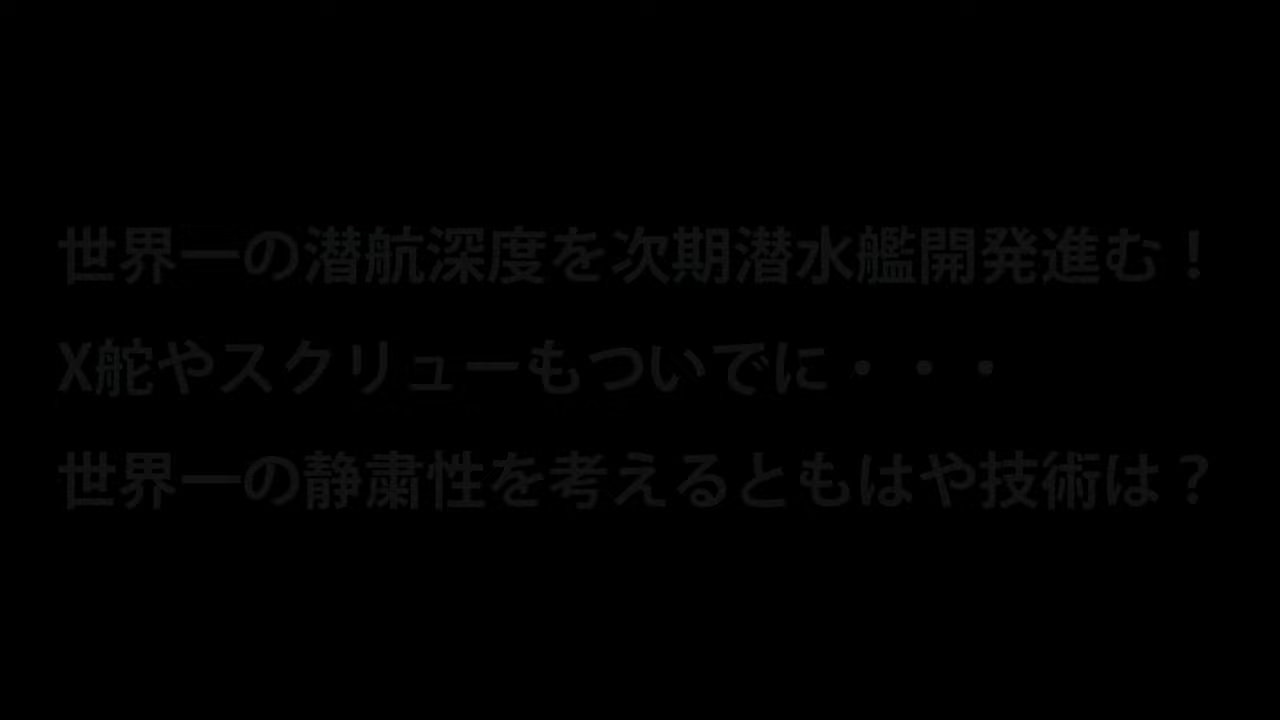 世界一の潜航深度を次期潜水艦開発進む！
X舵やスクリューもついでに・・・
世界一の静粛性を考えるともはや技術は？